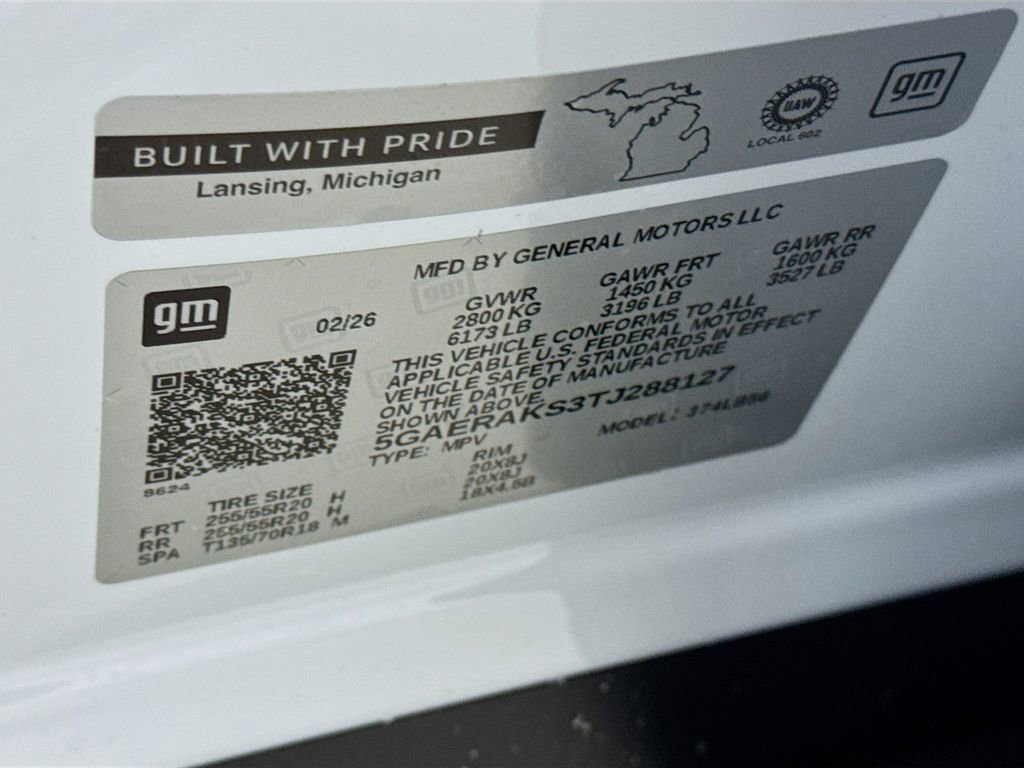 BUILT WITH PRIDE
Lansing, Michigan
UAW
LOCAL 602
gm
MFD BY GENERAL MOTORS LLC
gm
02/26
GVWR
2800 KG
6173 LB
GAWR FRT
1450 KG
3196 LB
GAWR RR
1600 KG
3527 LB
THIS VEHICLE CONFORMS TO ALL
APPLICABLE U.S. FEDERAL MOTOR
VEHICLE SAFETY STANDARDS IN EFFECT
ON THE DATE OF MANUFACTURE
SHOWN ABOVE.
5GAERAKS3TJ288127
TYPE: MPV
MODEL: 374LB56
8624
TIRE SIZE RIM
FRT 255/55R20 H 20X8J
RR 255/55R20 H 20X8J
SPA T135/70R18 M 18X4.5B